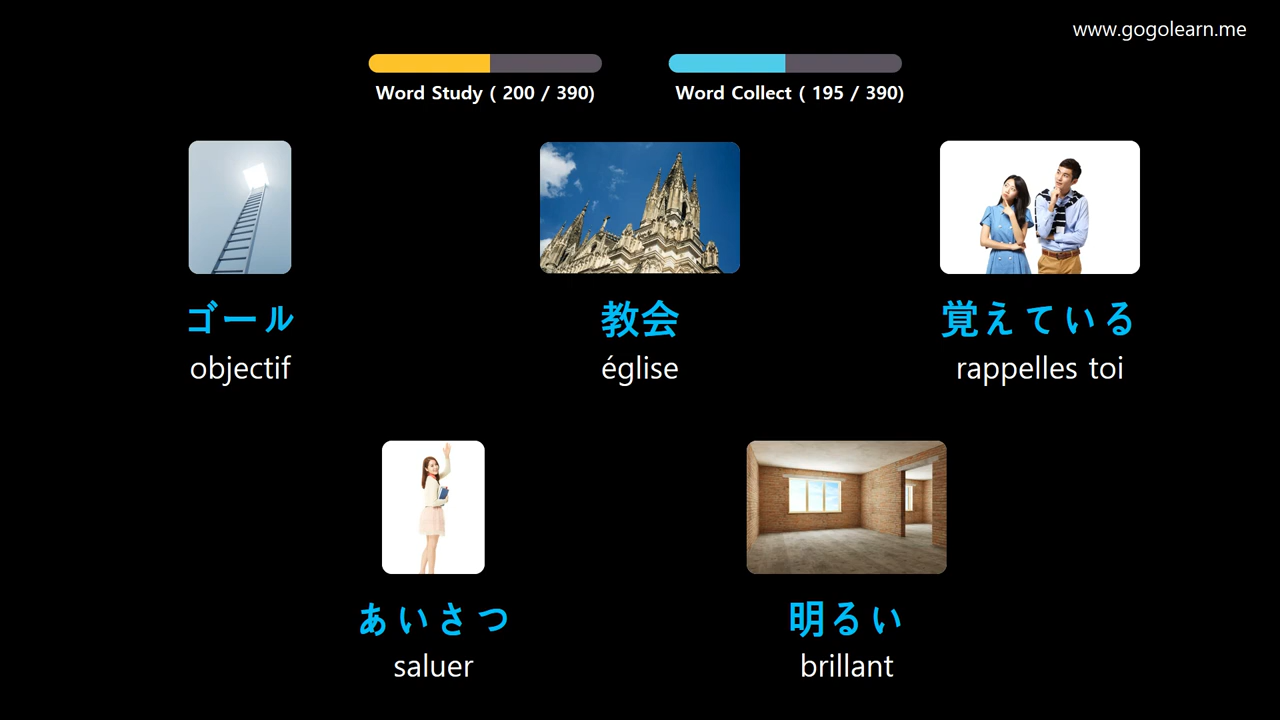 www.gogolearn.me
Word Study ( 200 / 390)
Word Collect ( 195 / 390)
ゴール
objectif
教会
église
覚えている
rappelles toi
あいさつ
saluer
明るい
brillant